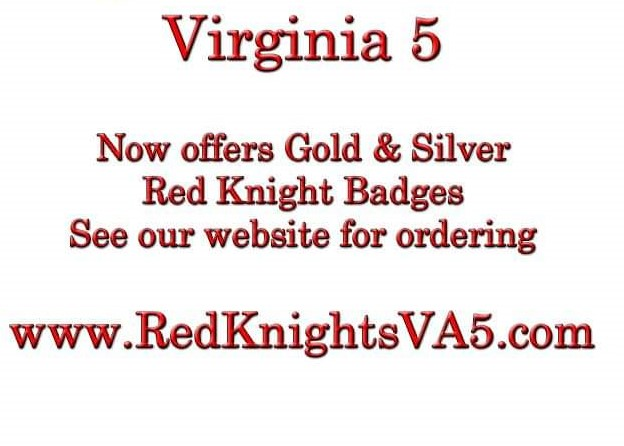 Virginia 5
Now offers Gold & Silver
Red Knight Badges
See our website for ordering
www.RedKnightsVA5.com